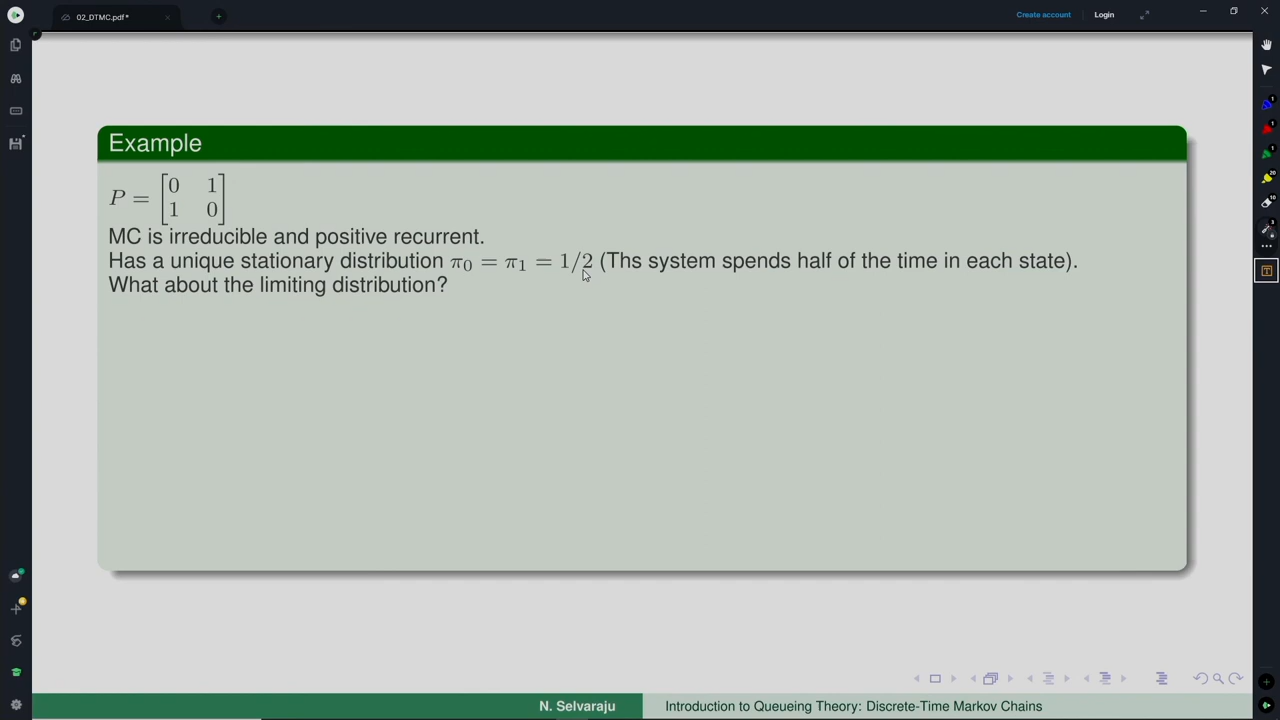 02_DTMC.pdf*
Create account
Login
Example
P = [0 1
1 0]
MC is irreducible and positive recurrent.
Has a unique stationary distribution π₀ = π₁ = 1/2 (Ths system spends half of the time in each state).
What about the limiting distribution?
N. Selvaraju
Introduction to Queueing Theory: Discrete-Time Markov Chains